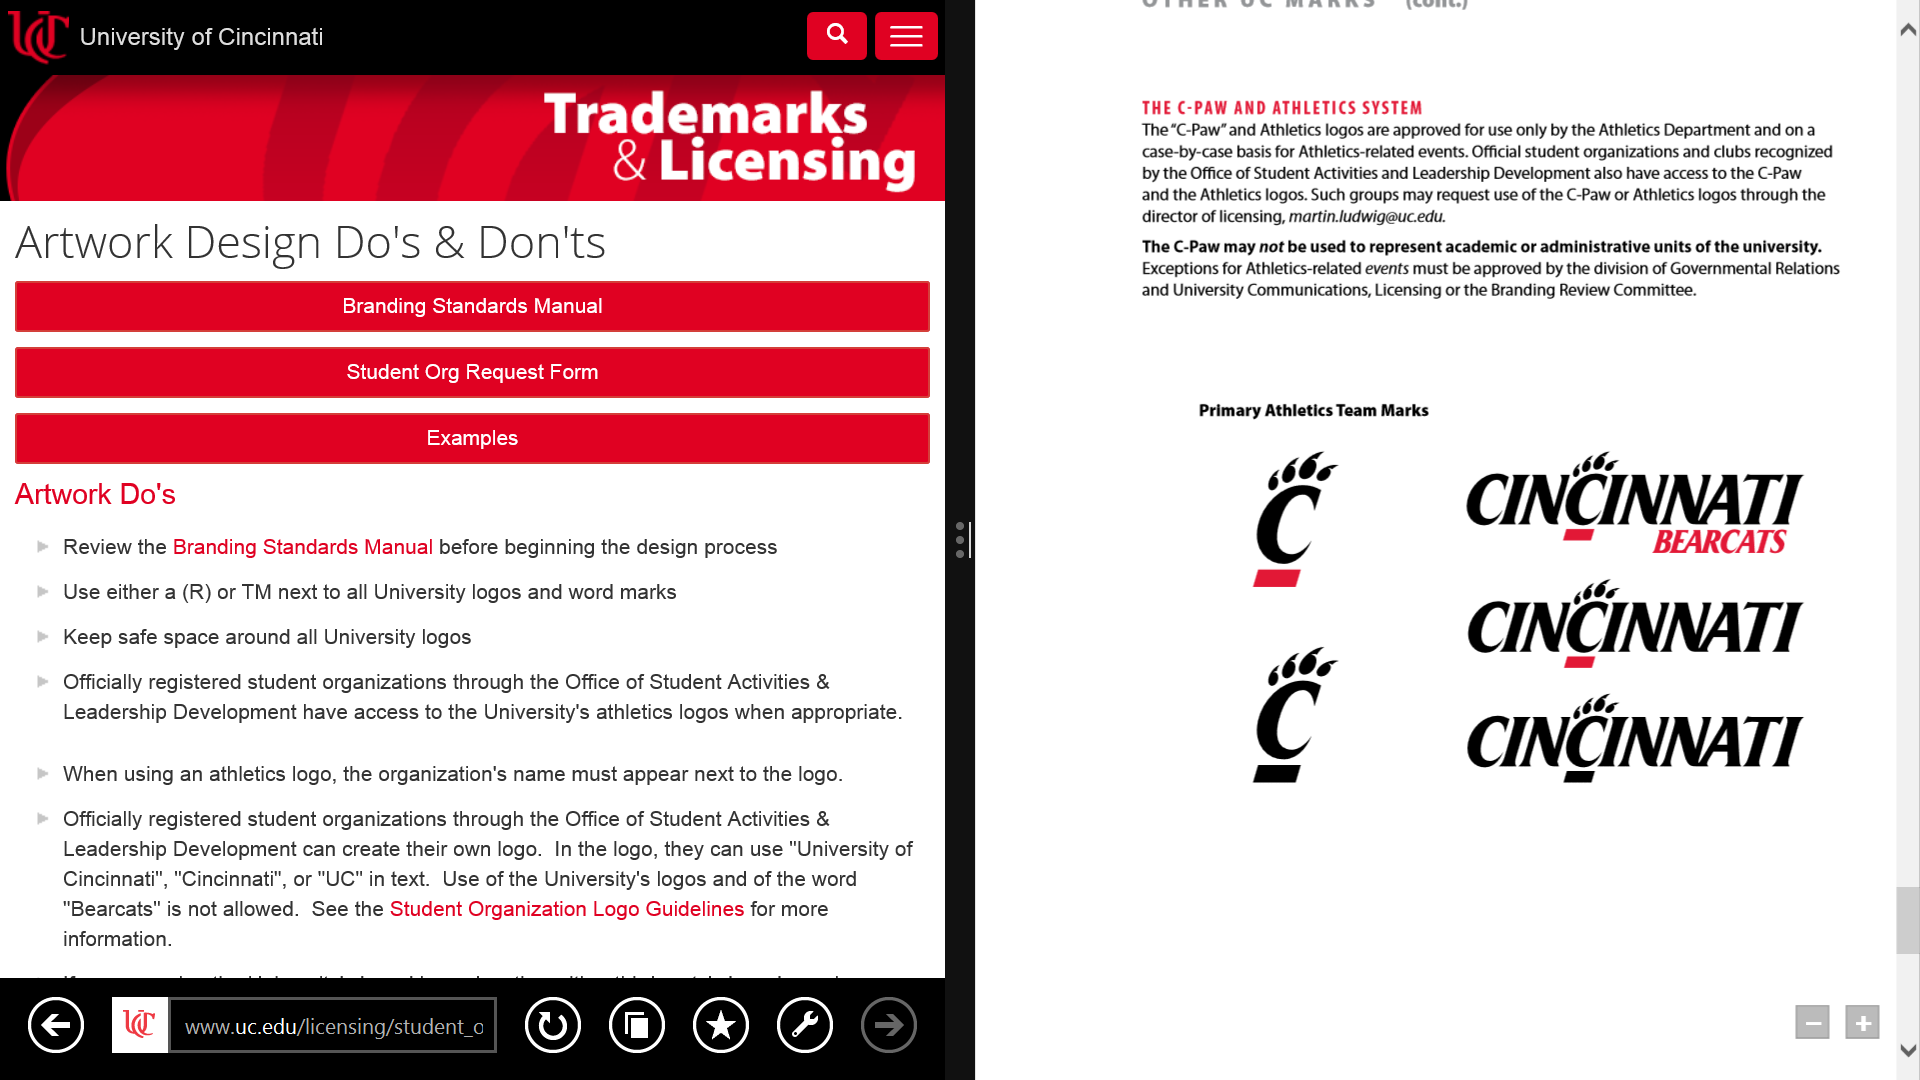 University of Cincinnati
Trademarks
& Licensing
Artwork Design Do's & Don'ts
Branding Standards Manual
Student Org Request Form
Examples
Artwork Do's
Review the Branding Standards Manual before beginning the design process
Use either a (R) or TM next to all University logos and word marks
Keep safe space around all University logos
Officially registered student organizations through the Office of Student Activities &
Leadership Development have access to the University's athletics logos when appropriate.
When using an athletics logo, the organization's name must appear next to the logo.
Officially registered student organizations through the Office of Student Activities &
Leadership Development can create their own logo. In the logo, they can use "University of
Cincinnati", "Cincinnati", or "UC" in text. Use of the University's logos and of the word
"Bearcats" is not allowed. See the Student Organization Logo Guidelines for more
information.
www.uc.edu/licensing/student_o
OTHER UC MARKS (cont.)
THE C-PAW AND ATHLETICS SYSTEM
The "C-Paw" and Athletics logos are approved for use only by the Athletics Department and on a
case-by-case basis for Athletics-related events. Official student organizations and clubs recognized
by the Office of Student Activities and Leadership Development also have access to the C-Paw
and the Athletics logos. Such groups may request use of the C-Paw or Athletics logos through the
director of licensing, martin.ludwig@uc.edu.
The C-Paw may not be used to represent academic or administrative units of the university.
Exceptions for Athletics-related events must be approved by the division of Governmental Relations
and University Communications, Licensing or the Branding Review Committee.
Primary Athletics Team Marks
C
CINCINNATI
BEARCATS
CINCINNATI
C
CINCINNATI